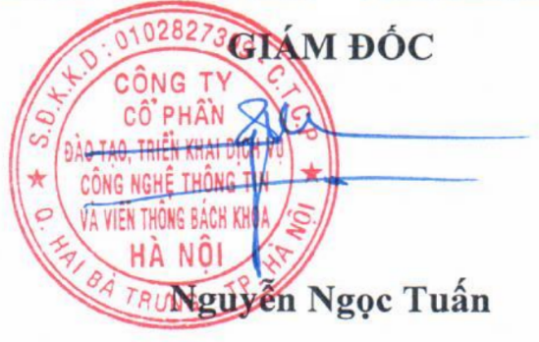 GIÁM ĐỐC
S.Đ.K.K.D: 01028273 - C.T.C.P
CÔNG TY
CỔ PHẦN
ĐÀO TẠO, TRIỂN KHAI DỊCH VỤ
CÔNG NGHỆ THÔNG TIN
VÀ VIỄN THÔNG BÁCH KHOA
HÀ NỘI
Q. HAI BÀ TRƯNG - TP. HÀ NỘI
Nguyễn Ngọc Tuấn